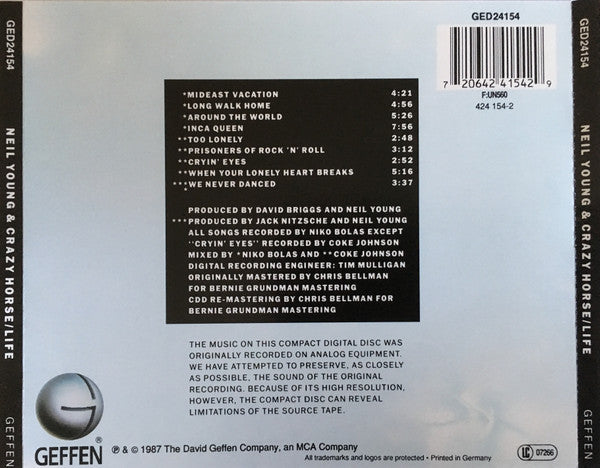 GED24154
NEIL YOUNG & CRAZY HORSE/LIFE
GEFFEN
GED24154
7 20642 41542 9
F:UN560
424 154-2
*MIDEAST VACATION 4:21
*LONG WALK HOME 4:56
*AROUND THE WORLD 5:26
*INCA QUEEN 7:56
**TOO LONELY 2:48
**PRISONERS OF ROCK 'N' ROLL 3:12
**CRYIN' EYES 2:52
**WHEN YOUR LONELY HEART BREAKS 5:16
***WE NEVER DANCED 3:37
*
PRODUCED BY DAVID BRIGGS AND NEIL YOUNG
***PRODUCED BY JACK NITZSCHE AND NEIL YOUNG
ALL SONGS RECORDED BY NIKO BOLAS EXCEPT
"CRYIN' EYES" RECORDED BY COKE JOHNSON
MIXED BY *NIKO BOLAS AND **COKE JOHNSON
DIGITAL RECORDING ENGINEER: TIM MULLIGAN
ORIGINALLY MASTERED BY CHRIS BELLMAN
FOR BERNIE GRUNDMAN MASTERING
CDD RE-MASTERING BY CHRIS BELLMAN FOR
BERNIE GRUNDMAN MASTERING
THE MUSIC ON THIS COMPACT DIGITAL DISC WAS
ORIGINALLY RECORDED ON ANALOG EQUIPMENT.
WE HAVE ATTEMPTED TO PRESERVE, AS CLOSELY
AS POSSIBLE, THE SOUND OF THE ORIGINAL
RECORDING. BECAUSE OF ITS HIGH RESOLUTION,
HOWEVER, THE COMPACT DISC CAN REVEAL
LIMITATIONS OF THE SOURCE TAPE.
G
GEFFEN®
℗ & © 1987 The David Geffen Company, an MCA Company
All trademarks and logos are protected • Printed in Germany
LC 07266
GED24154
NEIL YOUNG & CRAZY HORSE/LIFE
GEFFEN